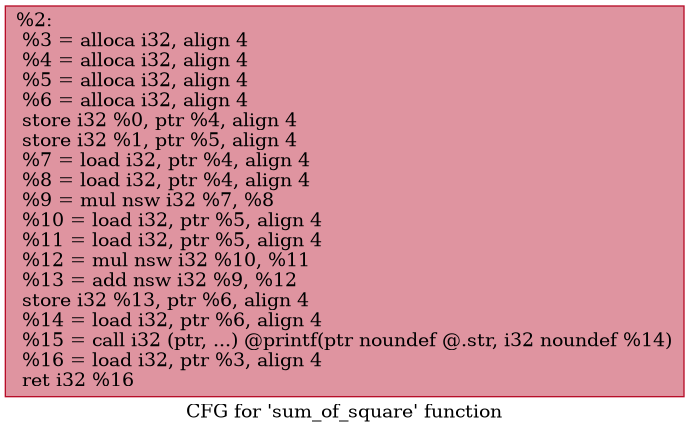 %2:
%3 = alloca i32, align 4
%4 = alloca i32, align 4
%5 = alloca i32, align 4
%6 = alloca i32, align 4
store i32 %0, ptr %4, align 4
store i32 %1, ptr %5, align 4
%7 = load i32, ptr %4, align 4
%8 = load i32, ptr %4, align 4
%9 = mul nsw i32 %7, %8
%10 = load i32, ptr %5, align 4
%11 = load i32, ptr %5, align 4
%12 = mul nsw i32 %10, %11
%13 = add nsw i32 %9, %12
store i32 %13, ptr %6, align 4
%14 = load i32, ptr %6, align 4
%15 = call i32 (ptr, ...) @printf(ptr noundef @.str, i32 noundef %14)
%16 = load i32, ptr %3, align 4
ret i32 %16
CFG for 'sum_of_square' function